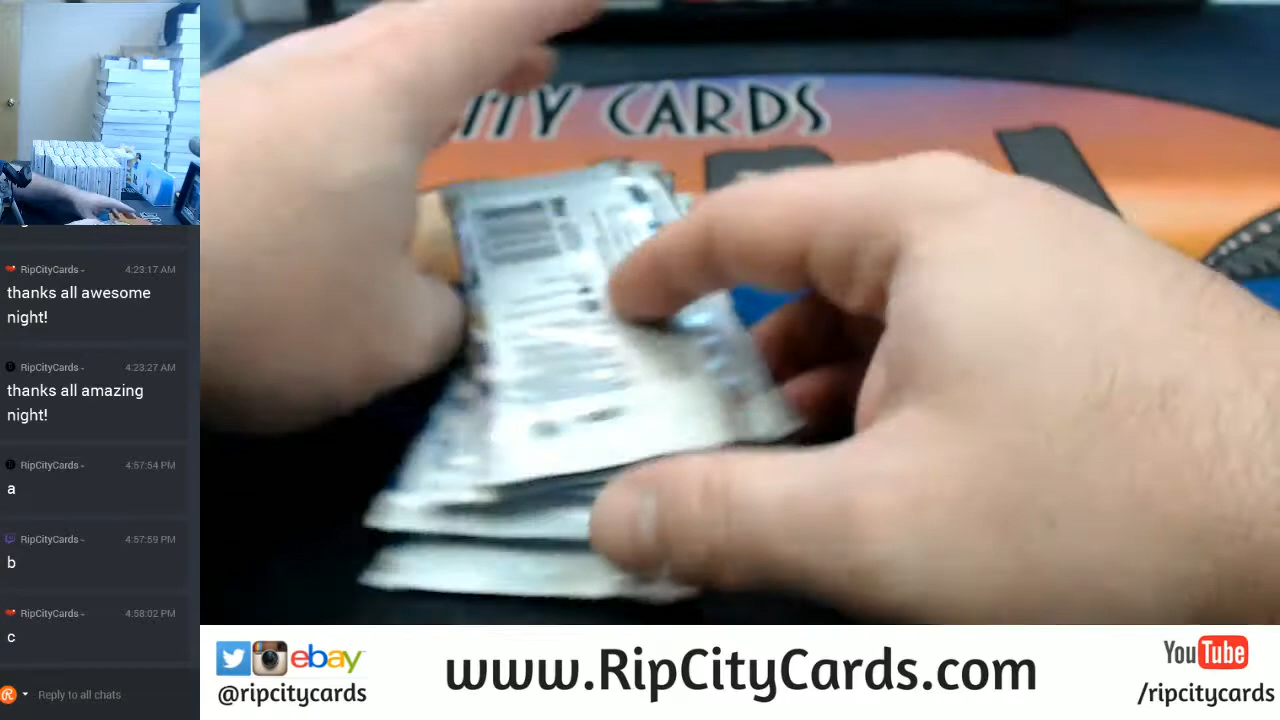 CITY CARDS
RipCityCards - 4:23:17 AM
thanks all awesome
night!
RipCityCards - 4:23:27 AM
thanks all amazing
night!
RipCityCards - 4:57:54 PM
a
RipCityCards - 4:57:59 PM
b
RipCityCards - 4:58:02 PM
c
Reply to all chats
ebay
@ripcitycards
www.RipCityCards.com
YouTube
/ripcitycards